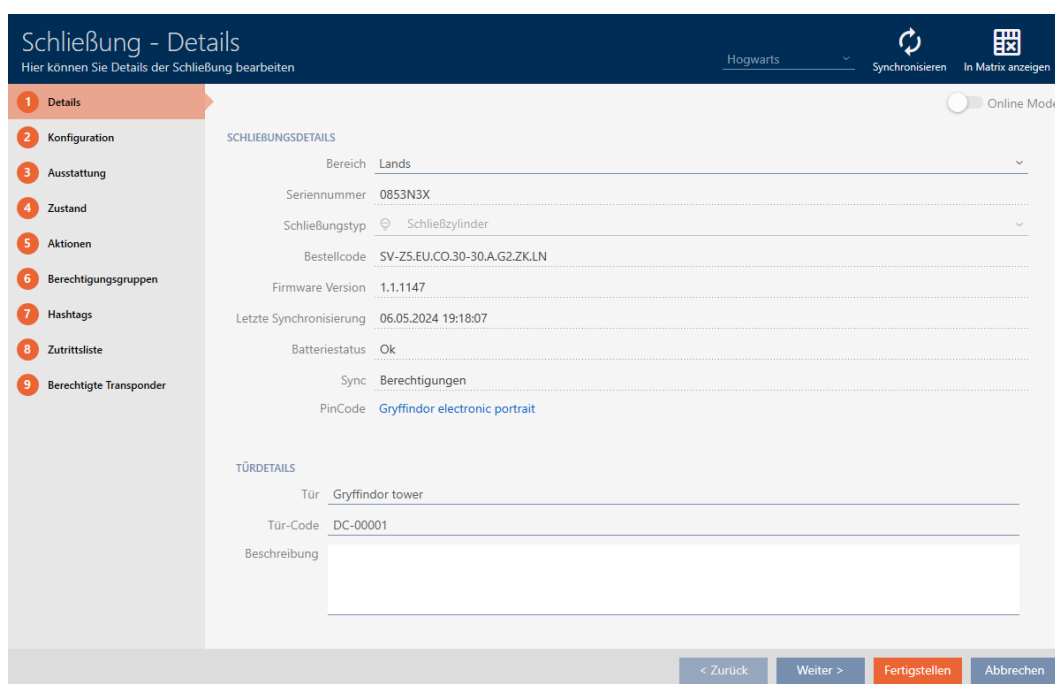 Schließung - Details
Hier können Sie Details der Schließung bearbeiten
Hogwarts
Synchronisieren
In Matrix anzeigen
1 Details
2 Konfiguration
3 Ausstattung
4 Zustand
5 Aktionen
6 Berechtigungsgruppen
7 Hashtags
8 Zutrittsliste
9 Berechtigte Transponder
Online Mode
SCHLIEßUNGSDETAILS
Bereich Lands
Seriennummer 0853N3X
Schließungstyp Schließzylinder
Bestellcode SV-Z5.EU.CO.30-30.A.G2.ZK.LN
Firmware Version 1.1.1147
Letzte Synchronisierung 06.05.2024 19:18:07
Batteriestatus Ok
Sync Berechtigungen
PinCode Gryffindor electronic portrait
TÜRDETAILS
Tür Gryffindor tower
Tür-Code DC-00001
Beschreibung
< Zurück Weiter > Fertigstellen Abbrechen